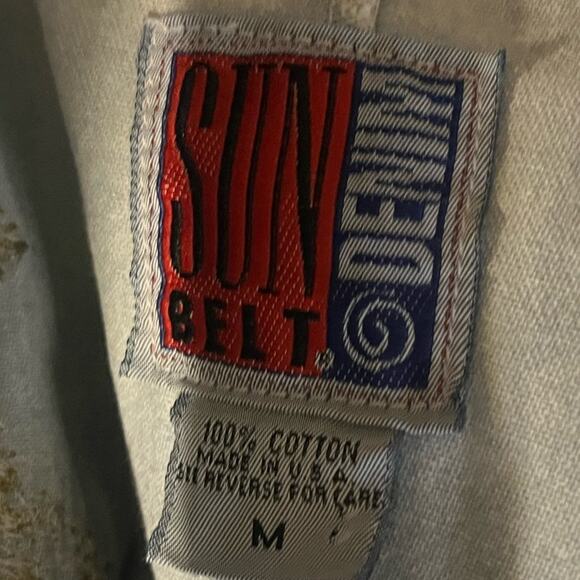 SUN
BELT®
DENIM
100% COTTON
MADE IN U.S.A.
SEE REVERSE FOR CARE
M